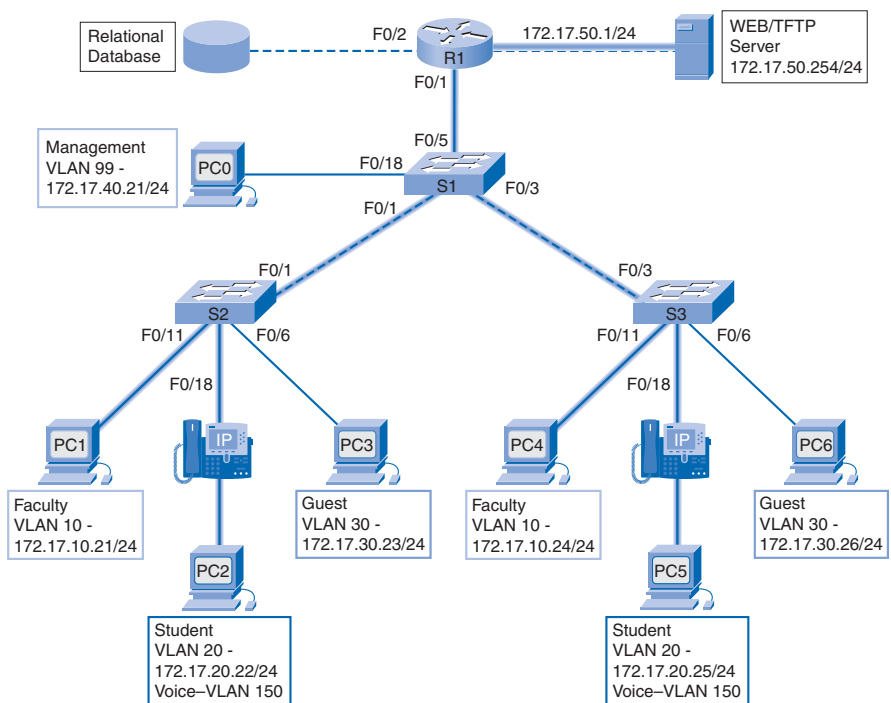 Relational
Database
F0/2
R1
172.17.50.1/24
WEB/TFTP
Server
172.17.50.254/24
F0/1
F0/5
Management
VLAN 99 -
172.17.40.21/24
PC0
F0/18
S1
F0/1
F0/3
F0/1
S2
F0/11
F0/6
F0/18
F0/3
S3
F0/11
F0/6
F0/18
PC1
IP
PC3
PC4
IP
PC6
Faculty
VLAN 10 -
172.17.10.21/24
Guest
VLAN 30 -
172.17.30.23/24
Faculty
VLAN 10 -
172.17.10.24/24
Guest
VLAN 30 -
172.17.30.26/24
PC2
Student
VLAN 20 -
172.17.20.22/24
Voice–VLAN 150
PC5
Student
VLAN 20 -
172.17.20.25/24
Voice–VLAN 150